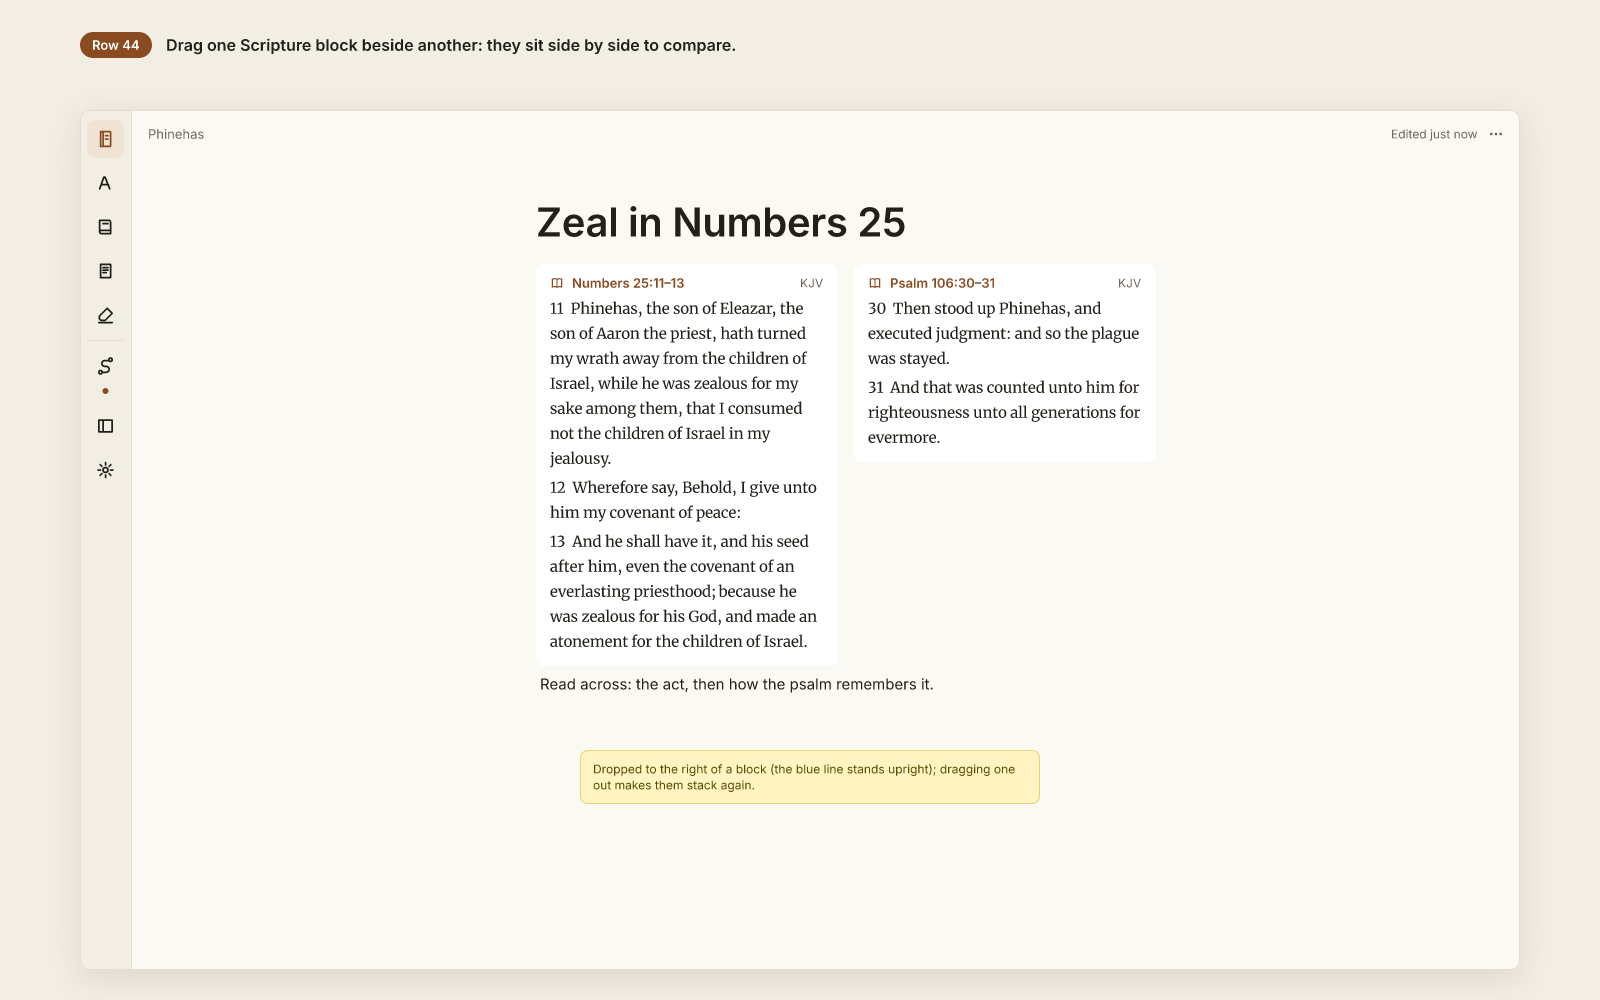 Row 44
Drag one Scripture block beside another: they sit side by side to compare.
Phinehas
Edited just now
Zeal in Numbers 25
Numbers 25:11–13
KJV
11 Phinehas, the son of Eleazar, the
son of Aaron the priest, hath turned
my wrath away from the children of
Israel, while he was zealous for my
sake among them, that I consumed
not the children of Israel in my
jealousy.
12 Wherefore say, Behold, I give unto
him my covenant of peace:
13 And he shall have it, and his seed
after him, even the covenant of an
everlasting priesthood; because he
was zealous for his God, and made an
atonement for the children of Israel.
Psalm 106:30–31
KJV
30 Then stood up Phinehas, and
executed judgment: and so the plague
was stayed.
31 And that was counted unto him for
righteousness unto all generations for
evermore.
Read across: the act, then how the psalm remembers it.
Dropped to the right of a block (the blue line stands upright); dragging one
out makes them stack again.